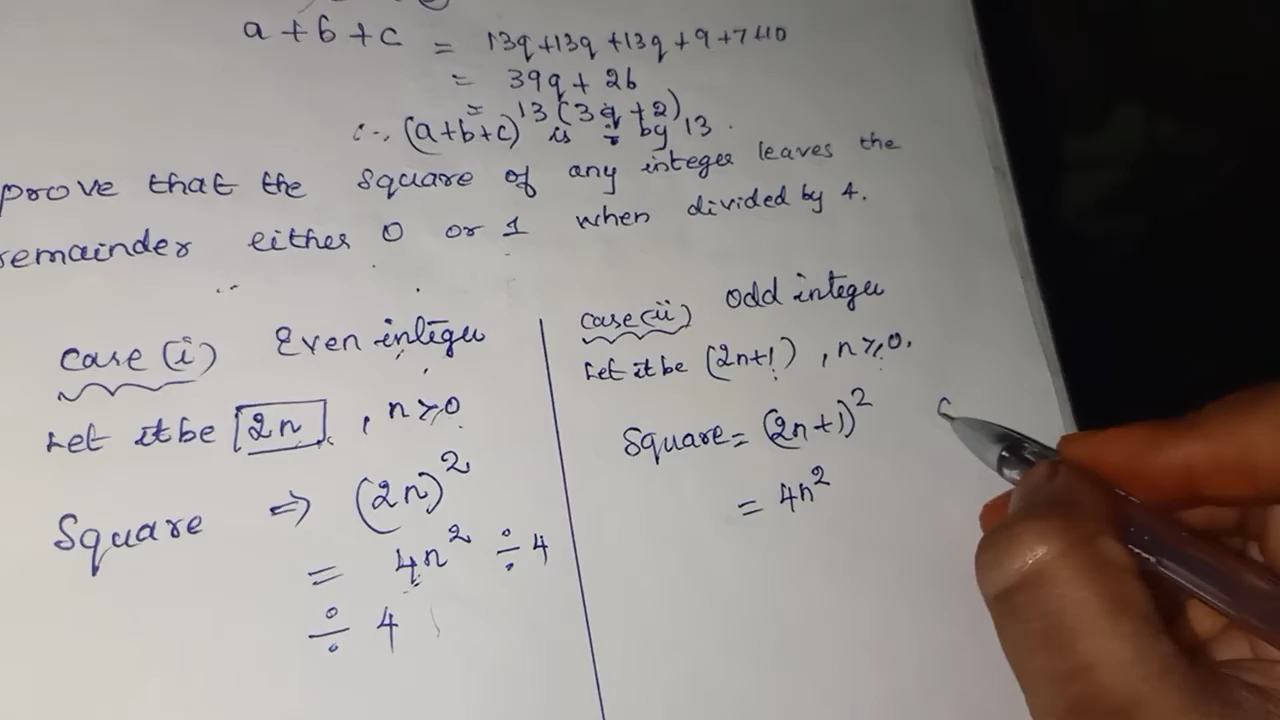 a + b + c = 13q+13q +13q + 9 + 7+10
= 39q + 26
= 13 (3q + 2)
∴ (a+b+c) is ÷ by 13.
prove that the square of any integer leaves the
remainder either 0 or 1 when divided by 4.
case (i) Even integer
Let it be 2n, n ≥ 0
Square ⇒ (2n)²
= 4n² ÷ 4
÷ 4
case (ii) Odd integer
Let it be (2n+1), n ≥ 0.
Square = (2n+1)²
= 4n²